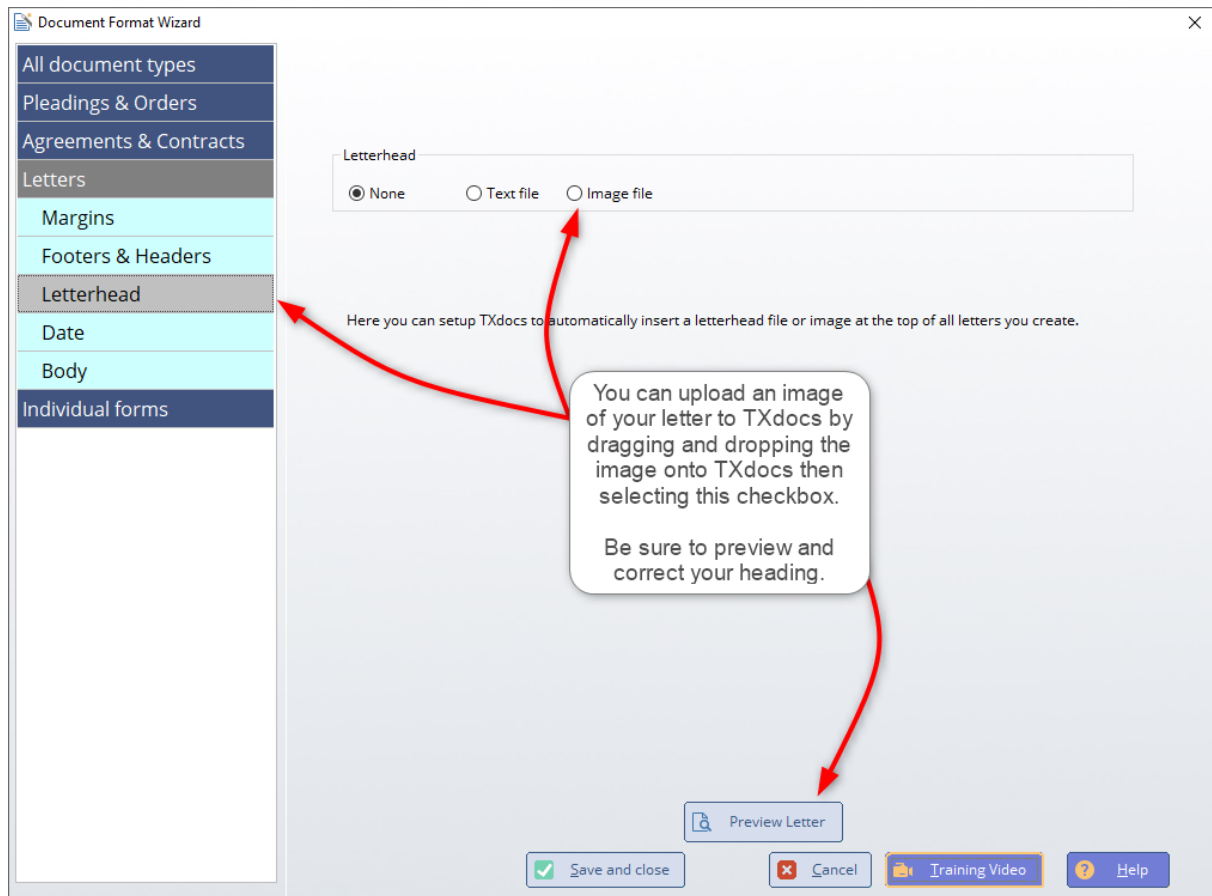 Document Format Wizard
All document types
Pleadings & Orders
Agreements & Contracts
Letters
Margins
Footers & Headers
Letterhead
Date
Body
Individual forms
Letterhead
None
Text file
Image file
Here you can setup TXdocs to automatically insert a letterhead file or image at the top of all letters you create.
You can upload an image
of your letter to TXdocs by
dragging and dropping the
image onto TXdocs then
selecting this checkbox.
Be sure to preview and
correct your heading.
Preview Letter
Save and close
Cancel
Training Video
Help